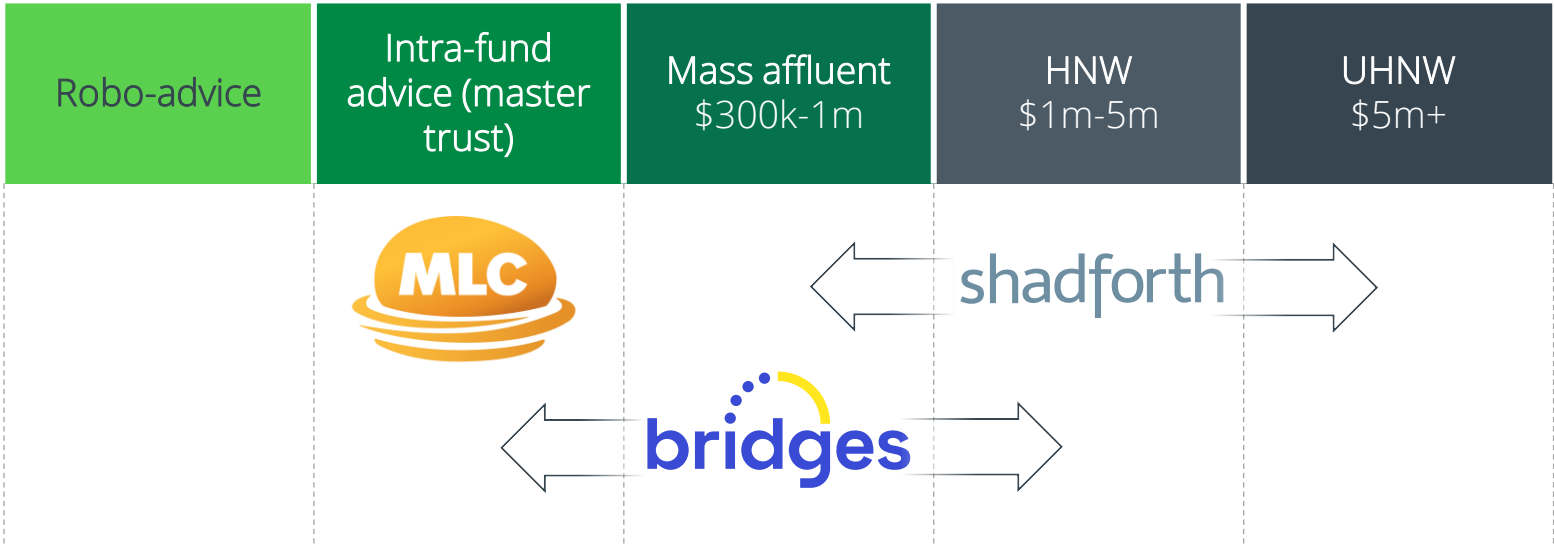 Robo-advice
Intra-fund
advice (master
trust)
Mass affluent
$300k-1m
HNW
$1m-5m
UHNW
$5m+
MLC
shadforth
bridges